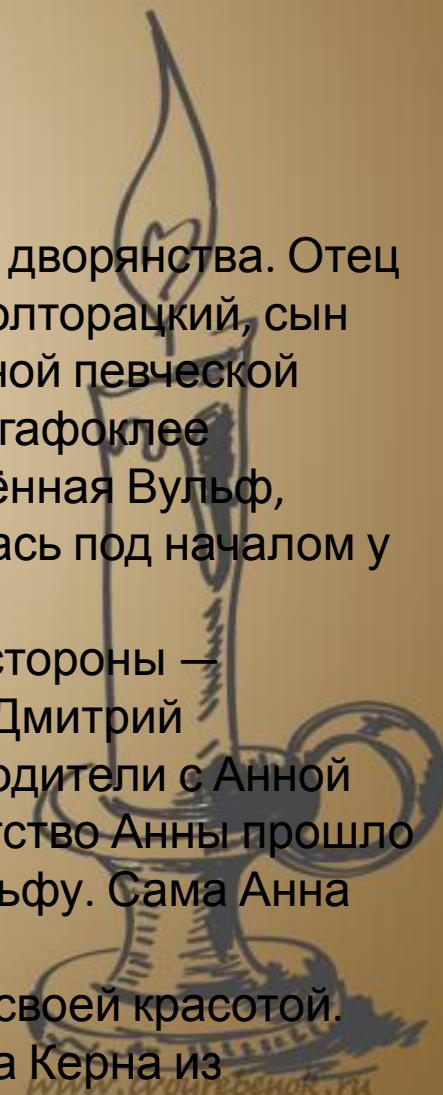 дворянства. Отец
олторацкий, сын
ной певческой
гафоклее
ённая Вульф,
ась под началом у
стороны —
Дмитрий
одители с Анной
тство Анны прошло
ьфу. Сама Анна
своей красотой.
а Керна из
www.tvoyrebenok.ru